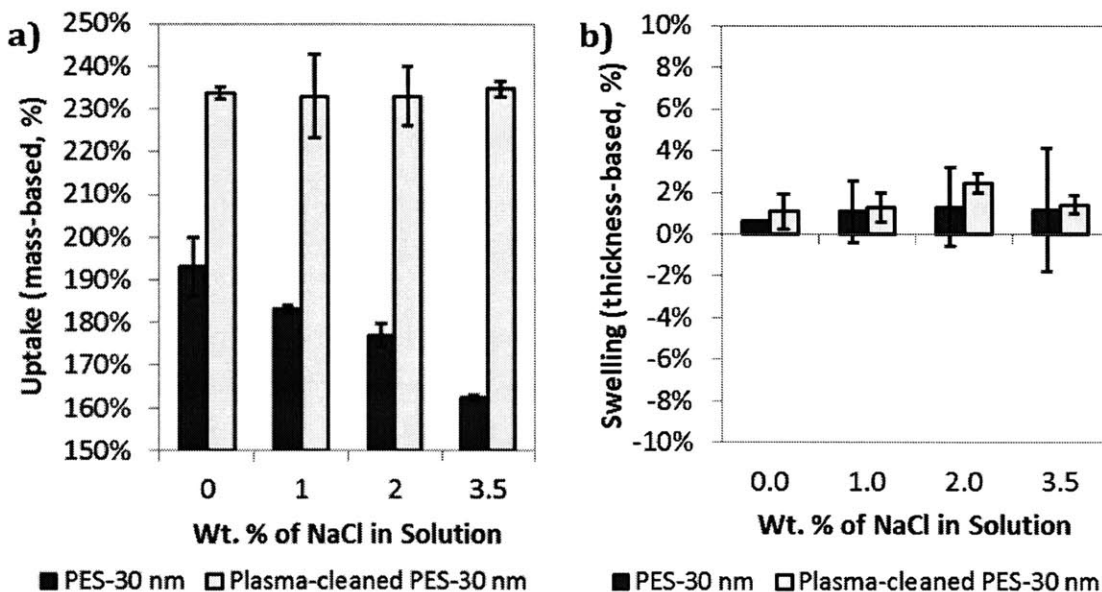 a)
Uptake (mass-based, %)
250%
240%
230%
220%
210%
200%
190%
180%
170%
160%
150%
0 1 2 3.5
Wt. % of NaCl in Solution
PES-30 nm Plasma-cleaned PES-30 nm
b)
Swelling (thickness-based, %)
10%
8%
6%
4%
2%
0%
-2%
-4%
-6%
-8%
-10%
0.0 1.0 2.0 3.5
Wt. % of NaCl in Solution
PES-30 nm Plasma-cleaned PES-30 nm